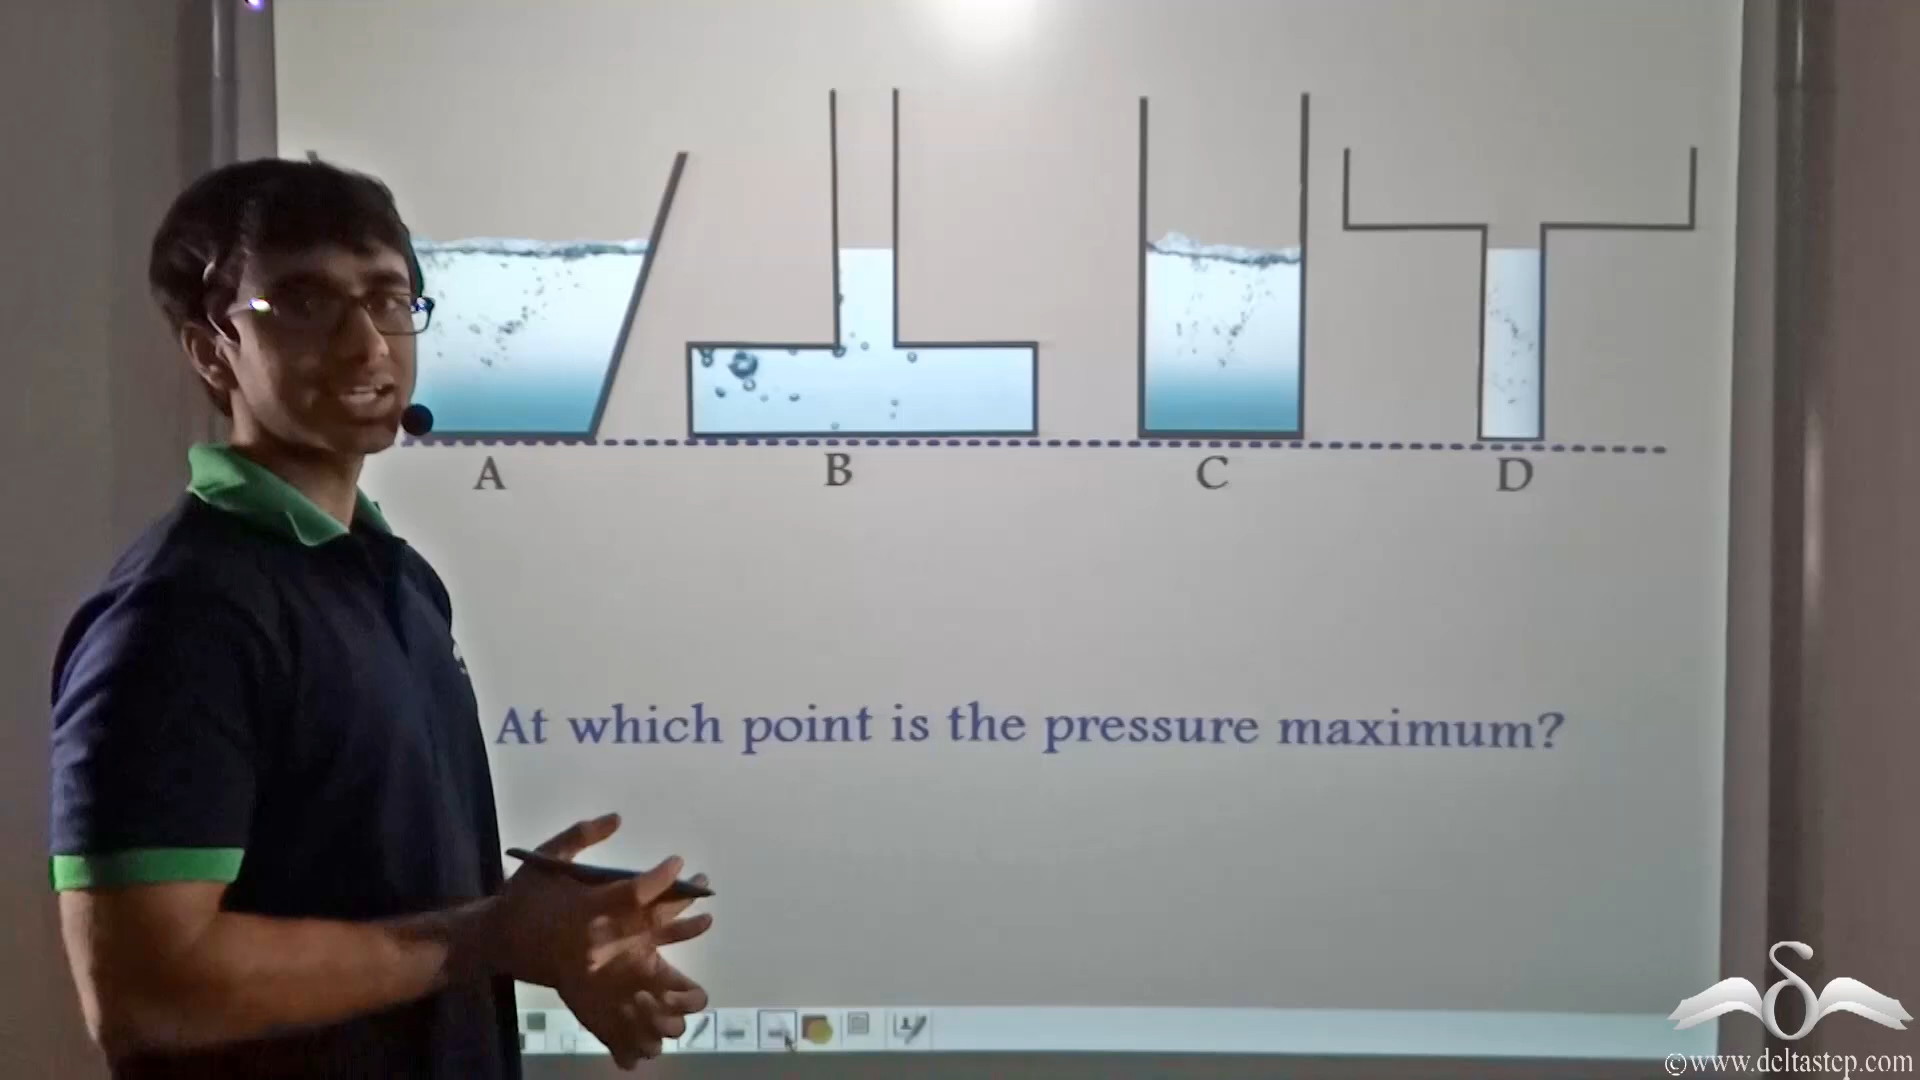 A B C D
At which point is the pressure maximum?
©www.deltastep.com